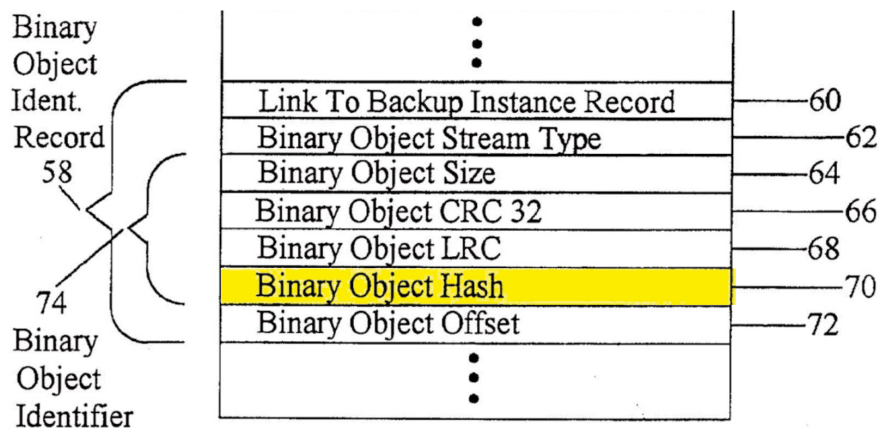 Binary
Object
Ident.
Record
58
74
Binary
Object
Identifier
Link To Backup Instance Record 60
Binary Object Stream Type 62
Binary Object Size 64
Binary Object CRC 32 66
Binary Object LRC 68
Binary Object Hash 70
Binary Object Offset 72